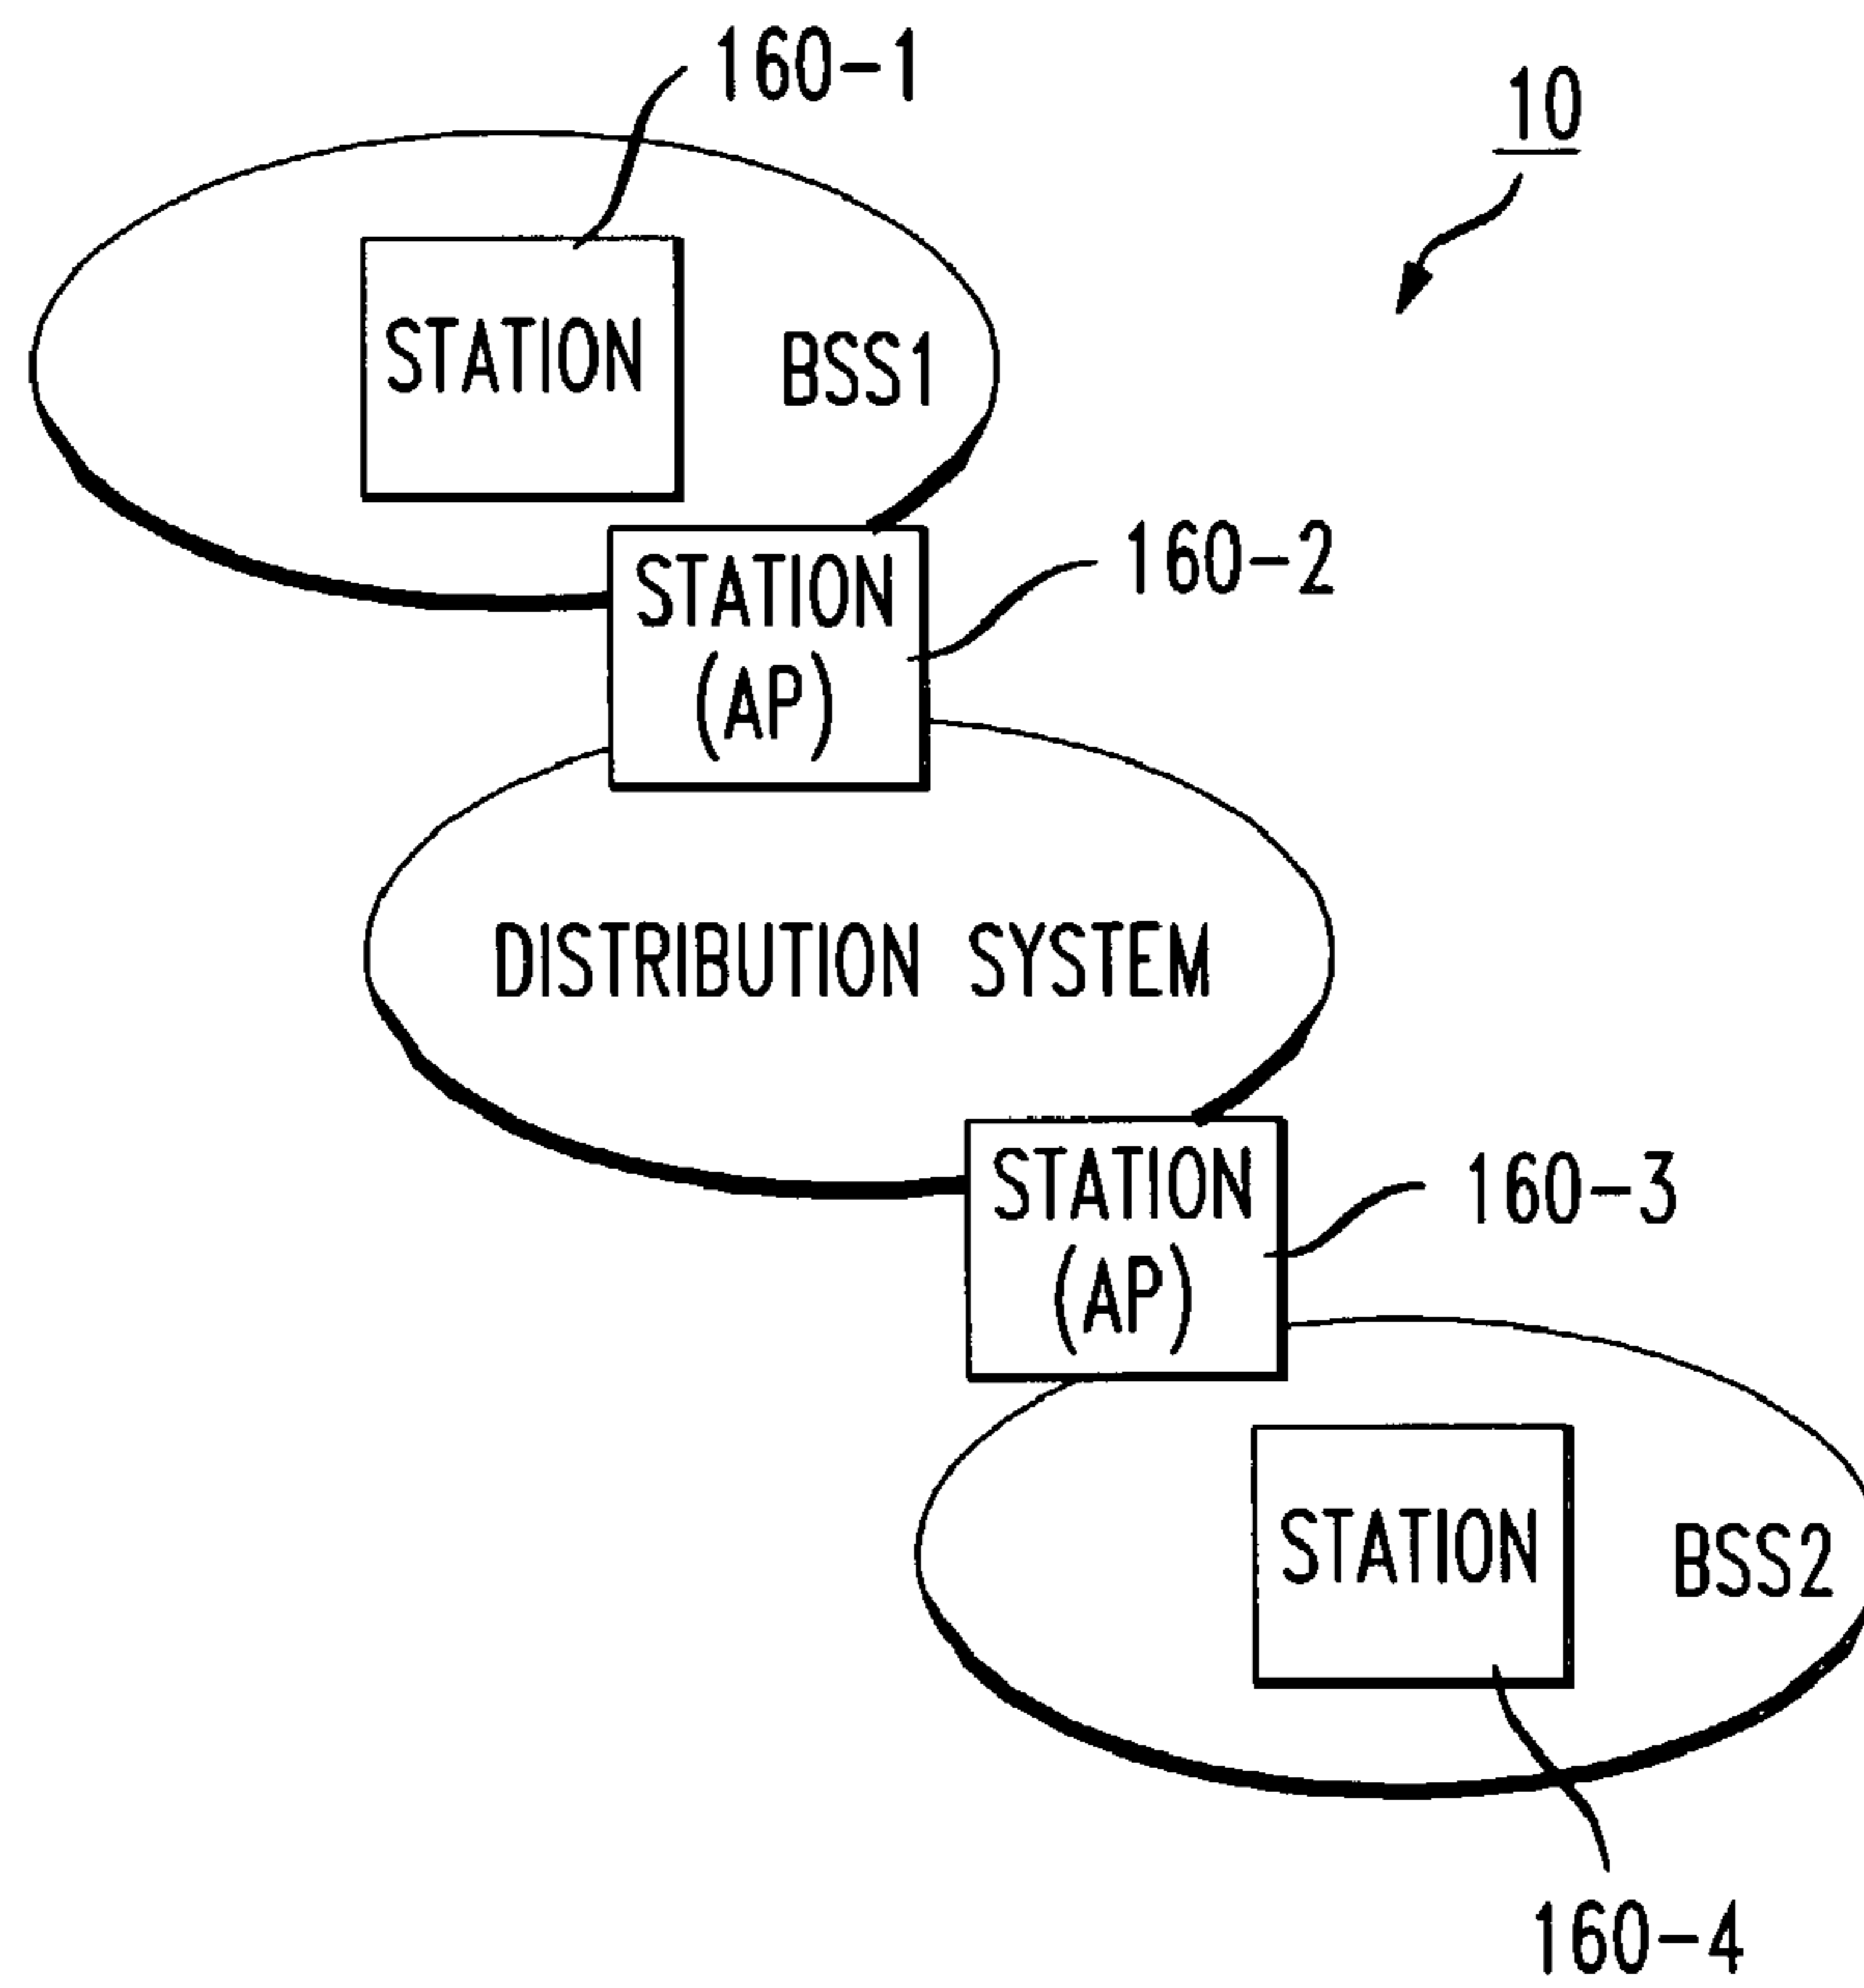 160-1
10
STATION
BSS1
160-2
STATION
(AP)
DISTRIBUTION SYSTEM
160-3
STATION
(AP)
STATION
BSS2
160-4